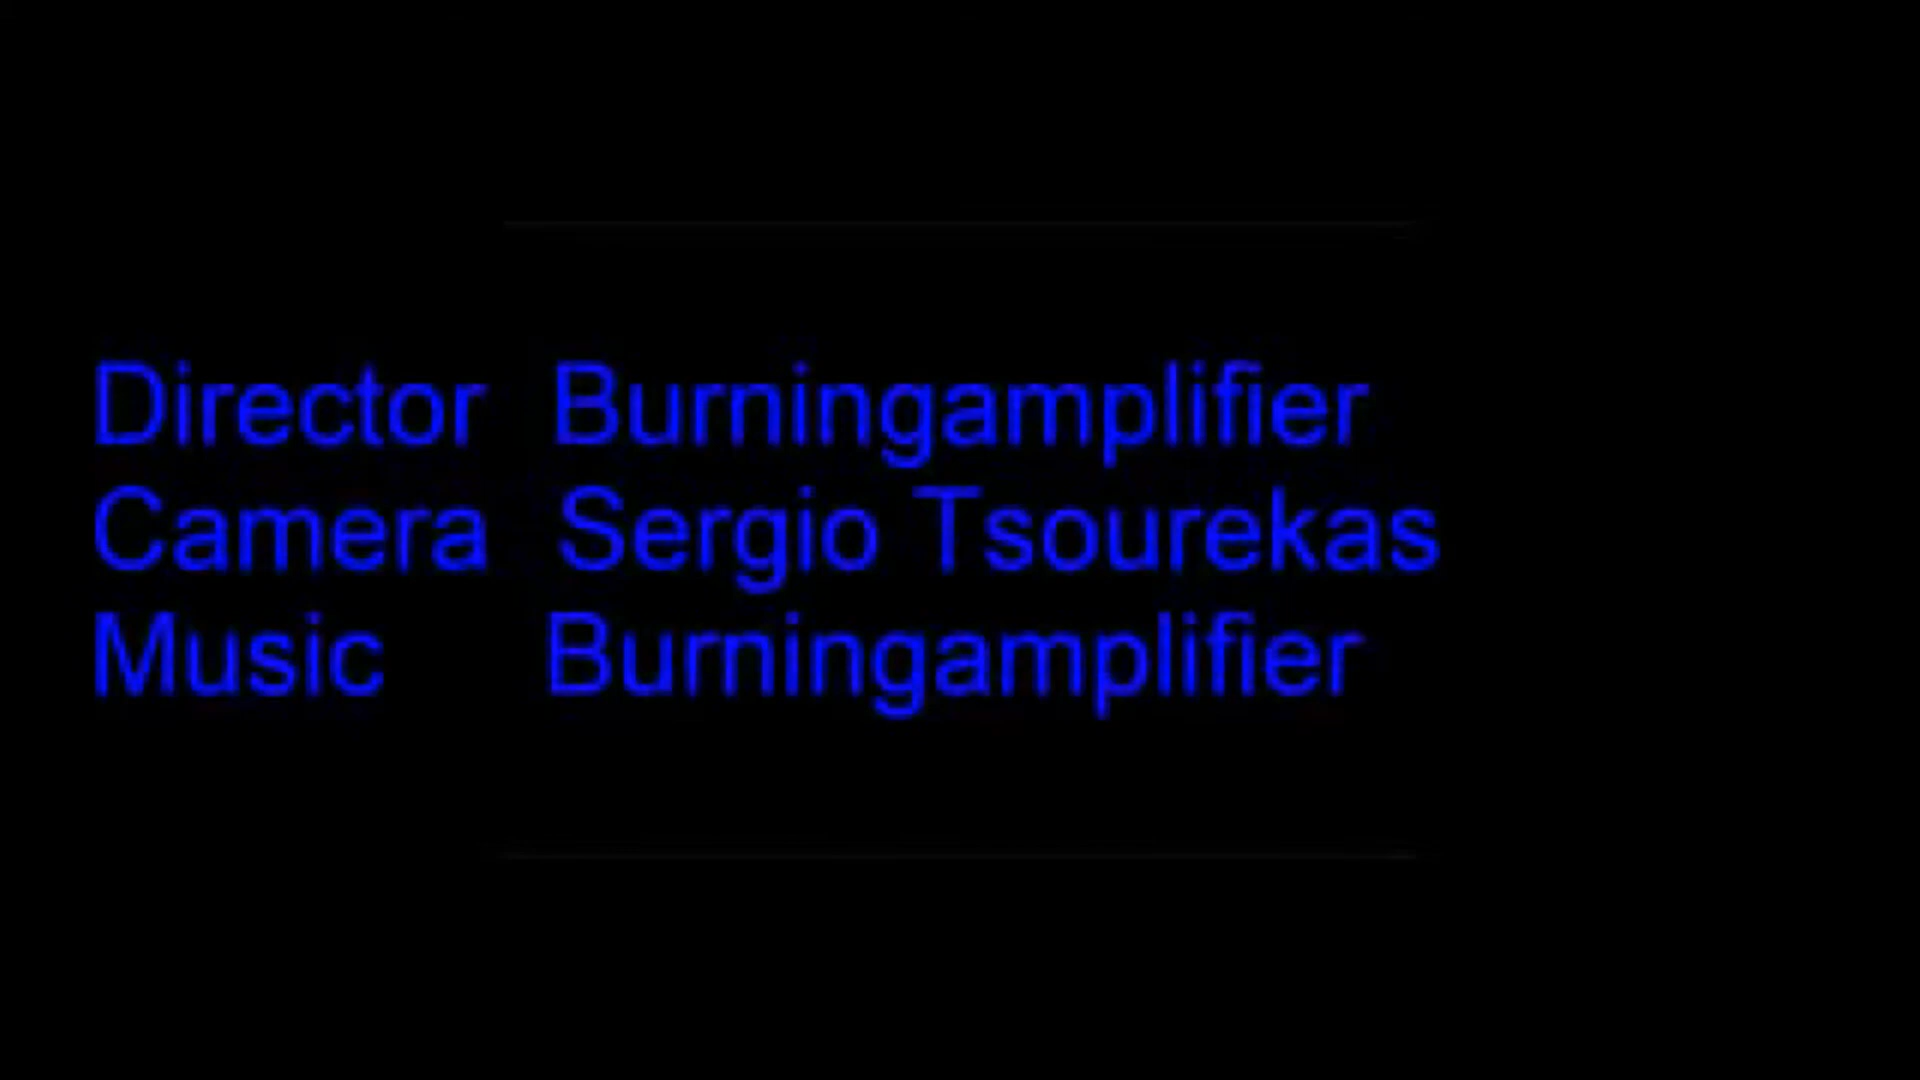 Director Burningamplifier
Camera Sergio Tsourekas
Music Burningamplifier